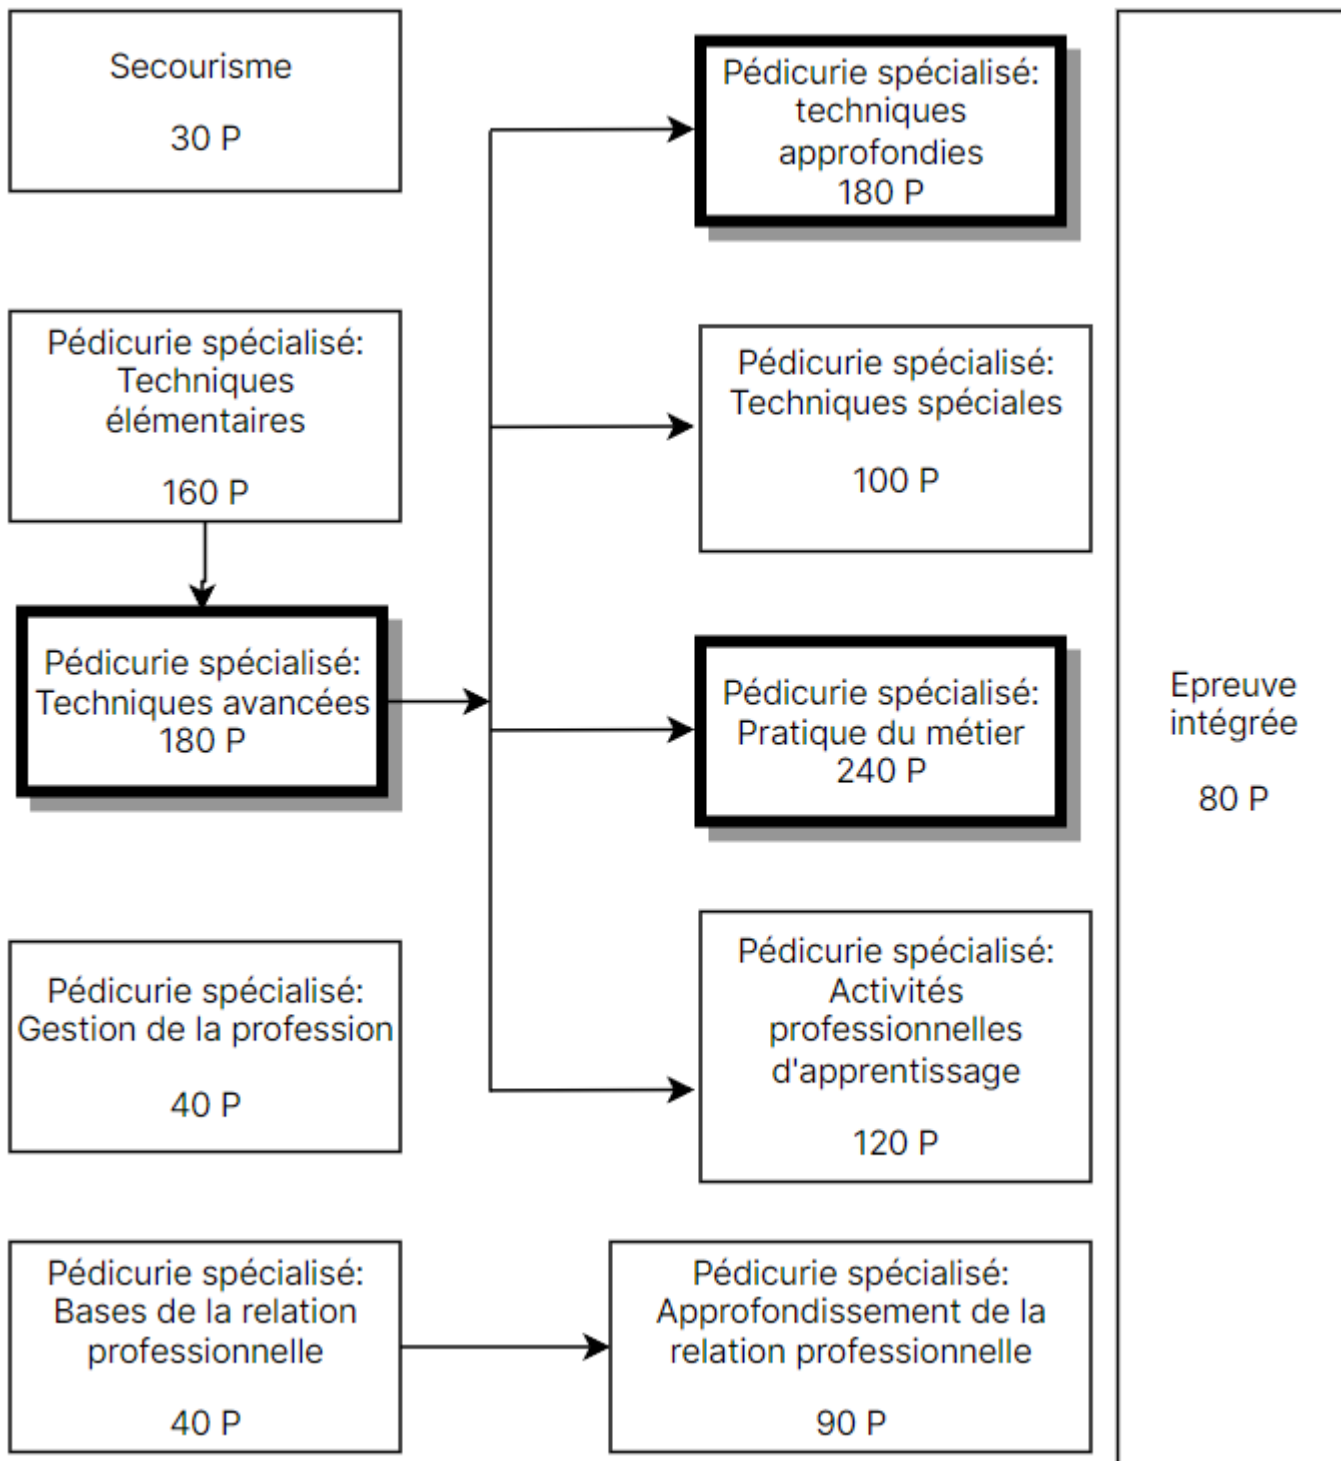 Secourisme
30 P
Pédicurie spécialisé:
Techniques
élémentaires
160 P
Pédicurie spécialisé:
Techniques avancées
180 P
Pédicurie spécialisé:
Gestion de la profession
40 P
Pédicurie spécialisé:
Bases de la relation
professionnelle
40 P
Pédicurie spécialisé:
techniques
approfondies
180 P
Pédicurie spécialisé:
Techniques spéciales
100 P
Pédicurie spécialisé:
Pratique du métier
240 P
Pédicurie spécialisé:
Activités
professionnelles
d'apprentissage
120 P
Pédicurie spécialisé:
Approfondissement de la
relation professionnelle
90 P
Epreuve
intégrée
80 P